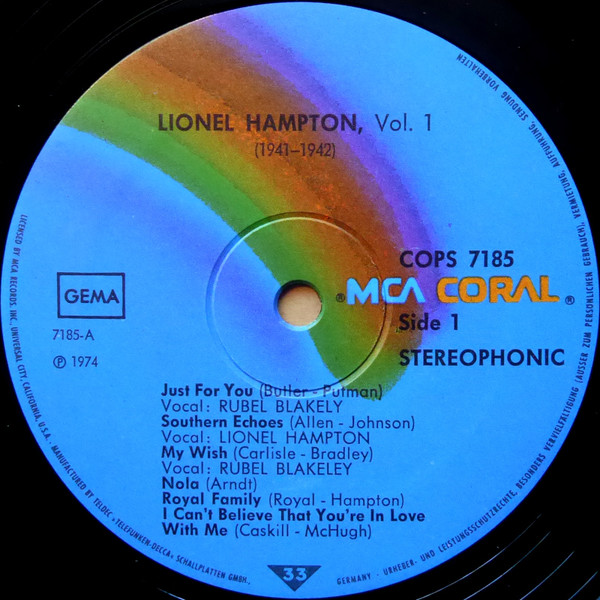 LIONEL HAMPTON, Vol. 1
(1941–1942)
COPS 7185
® MCA CORAL ®
Side 1
STEREOPHONIC
GEMA
7185-A
℗ 1974
Just For You (Butler - Putman)
Vocal: RUBEL BLAKELY
Southern Echoes (Allen - Johnson)
Vocal: LIONEL HAMPTON
My Wish (Carlisle - Bradley)
Vocal: RUBEL BLAKELEY
Nola (Arndt)
Royal Family (Royal - Hampton)
I Can't Believe That You're In Love
With Me (Caskill - McHugh)
33
LICENSED BY MCA RECORDS, INC., UNIVERSAL CITY, CALIFORNIA, U.S.A. · MANUFACTURED BY TELDEC »TELEFUNKEN-DECCA« SCHALLPLATTEN GMBH.,
GERMANY · URHEBER- UND LEISTUNGSSCHUTZRECHTE, BESONDERS VERVIELFÄLTIGUNG (AUSSER ZUM PERSÖNLICHEN GEBRAUCH), VERMIETUNG, AUFFÜHRUNG, SENDUNG VORBEHALTEN